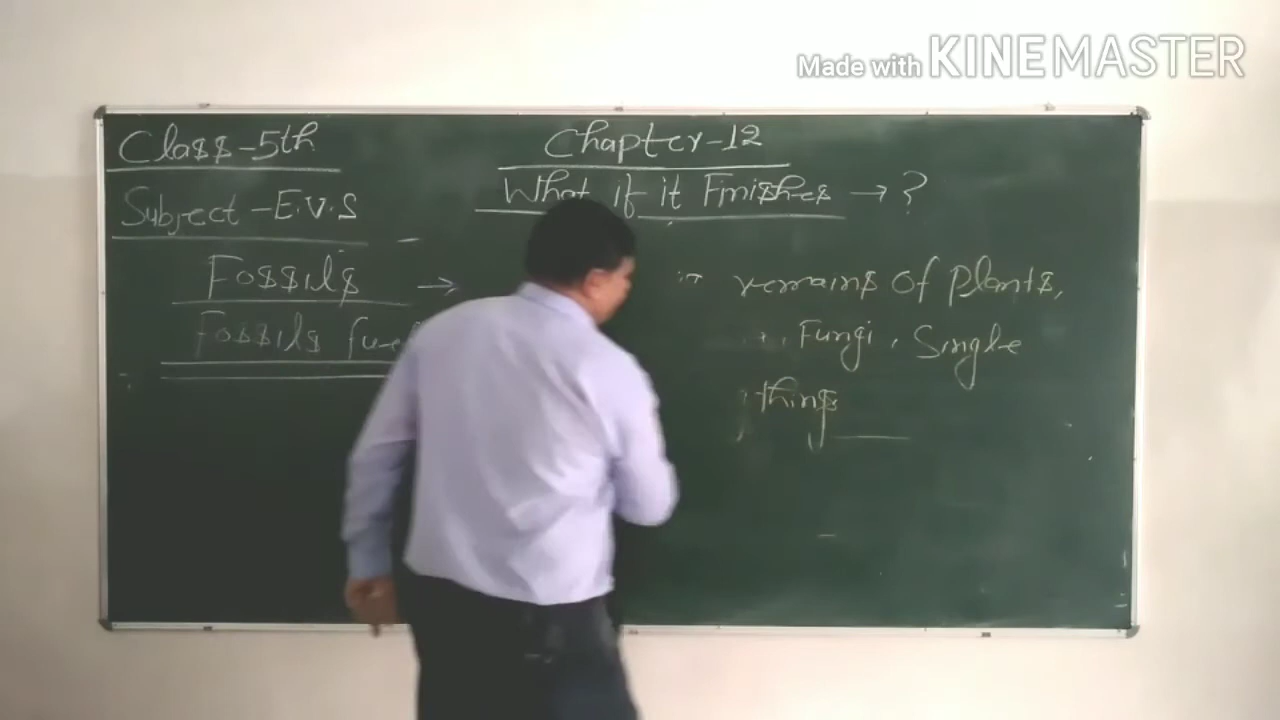 Made with KINEMASTER
Class-5th
Chapter-12
Subject-E.V.S
What if it Finishes → ?
Fossils → remains of plants,
Fossils Fungi, Single
things